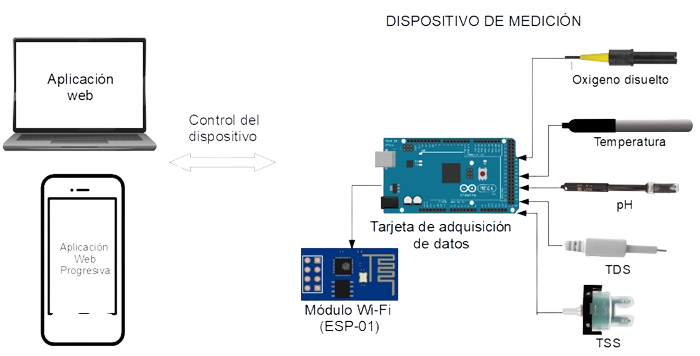 DISPOSITIVO DE MEDICIÓN
Aplicación
web
Oxigeno disuelto
Control del
dispositivo
Temperatura
MEGA
Tarjeta de adquisición
de datos
pH
Aplicación
Web
Progresiva
TDS
Módulo Wi-Fi
(ESP-01)
TSS